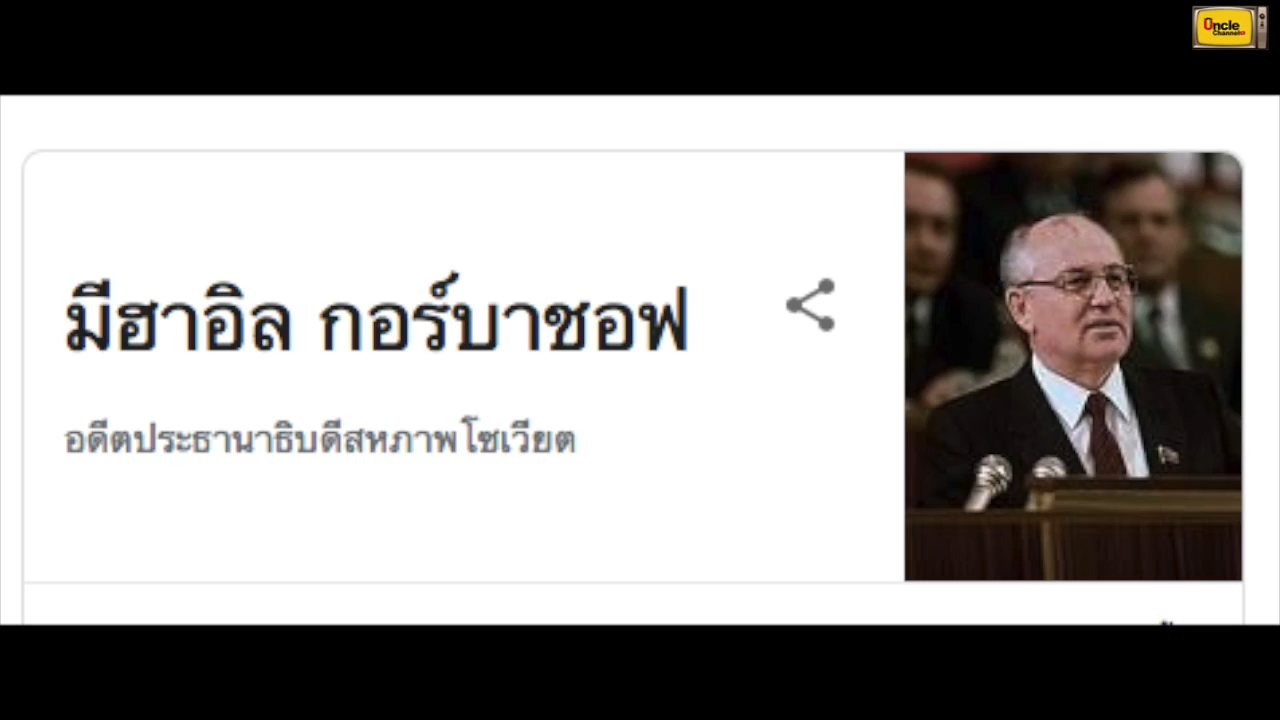 Uncle
Channel
มีฮาอิล กอร์บาชอฟ
อดีตประธานาธิบดีสหภาพโซเวียต